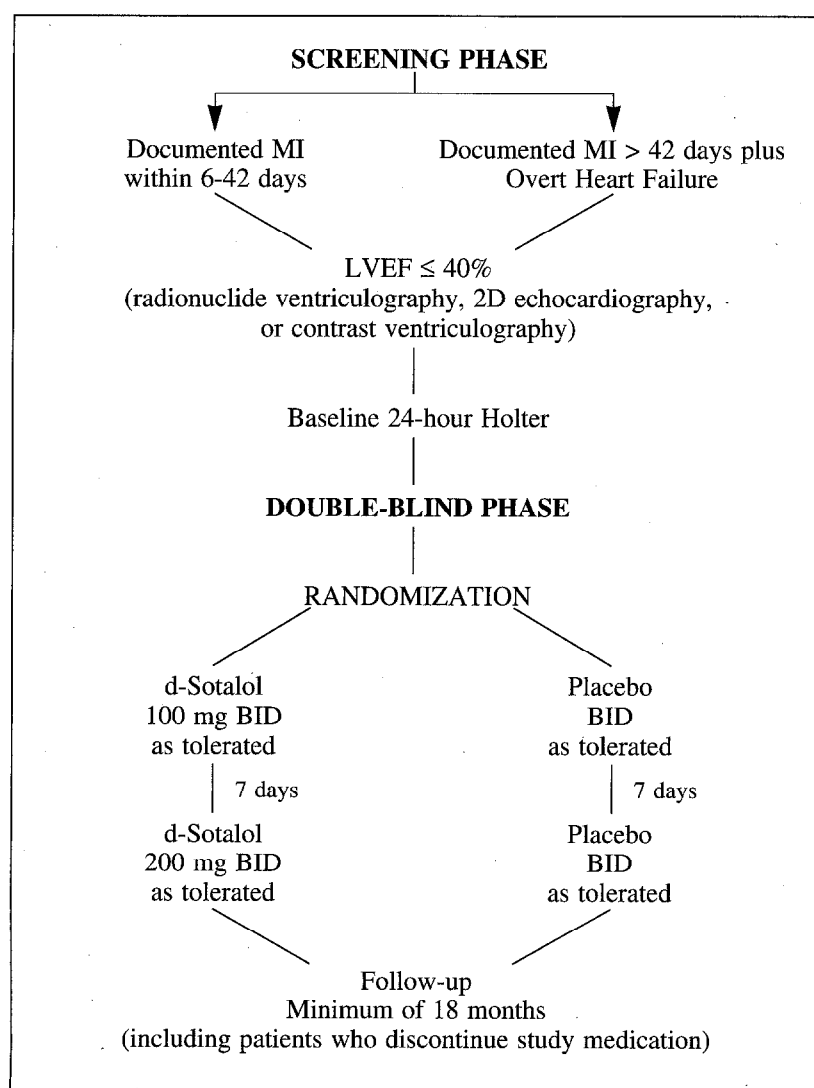 SCREENING PHASE
Documented MI
within 6-42 days
Documented MI > 42 days plus
Overt Heart Failure
LVEF ≤ 40%
(radionuclide ventriculography, 2D echocardiography,
or contrast ventriculography)
Baseline 24-hour Holter
DOUBLE-BLIND PHASE
RANDOMIZATION
d-Sotalol
100 mg BID
as tolerated
7 days
d-Sotalol
200 mg BID
as tolerated
Placebo
BID
as tolerated
7 days
Placebo
BID
as tolerated
Follow-up
Minimum of 18 months
(including patients who discontinue study medication)